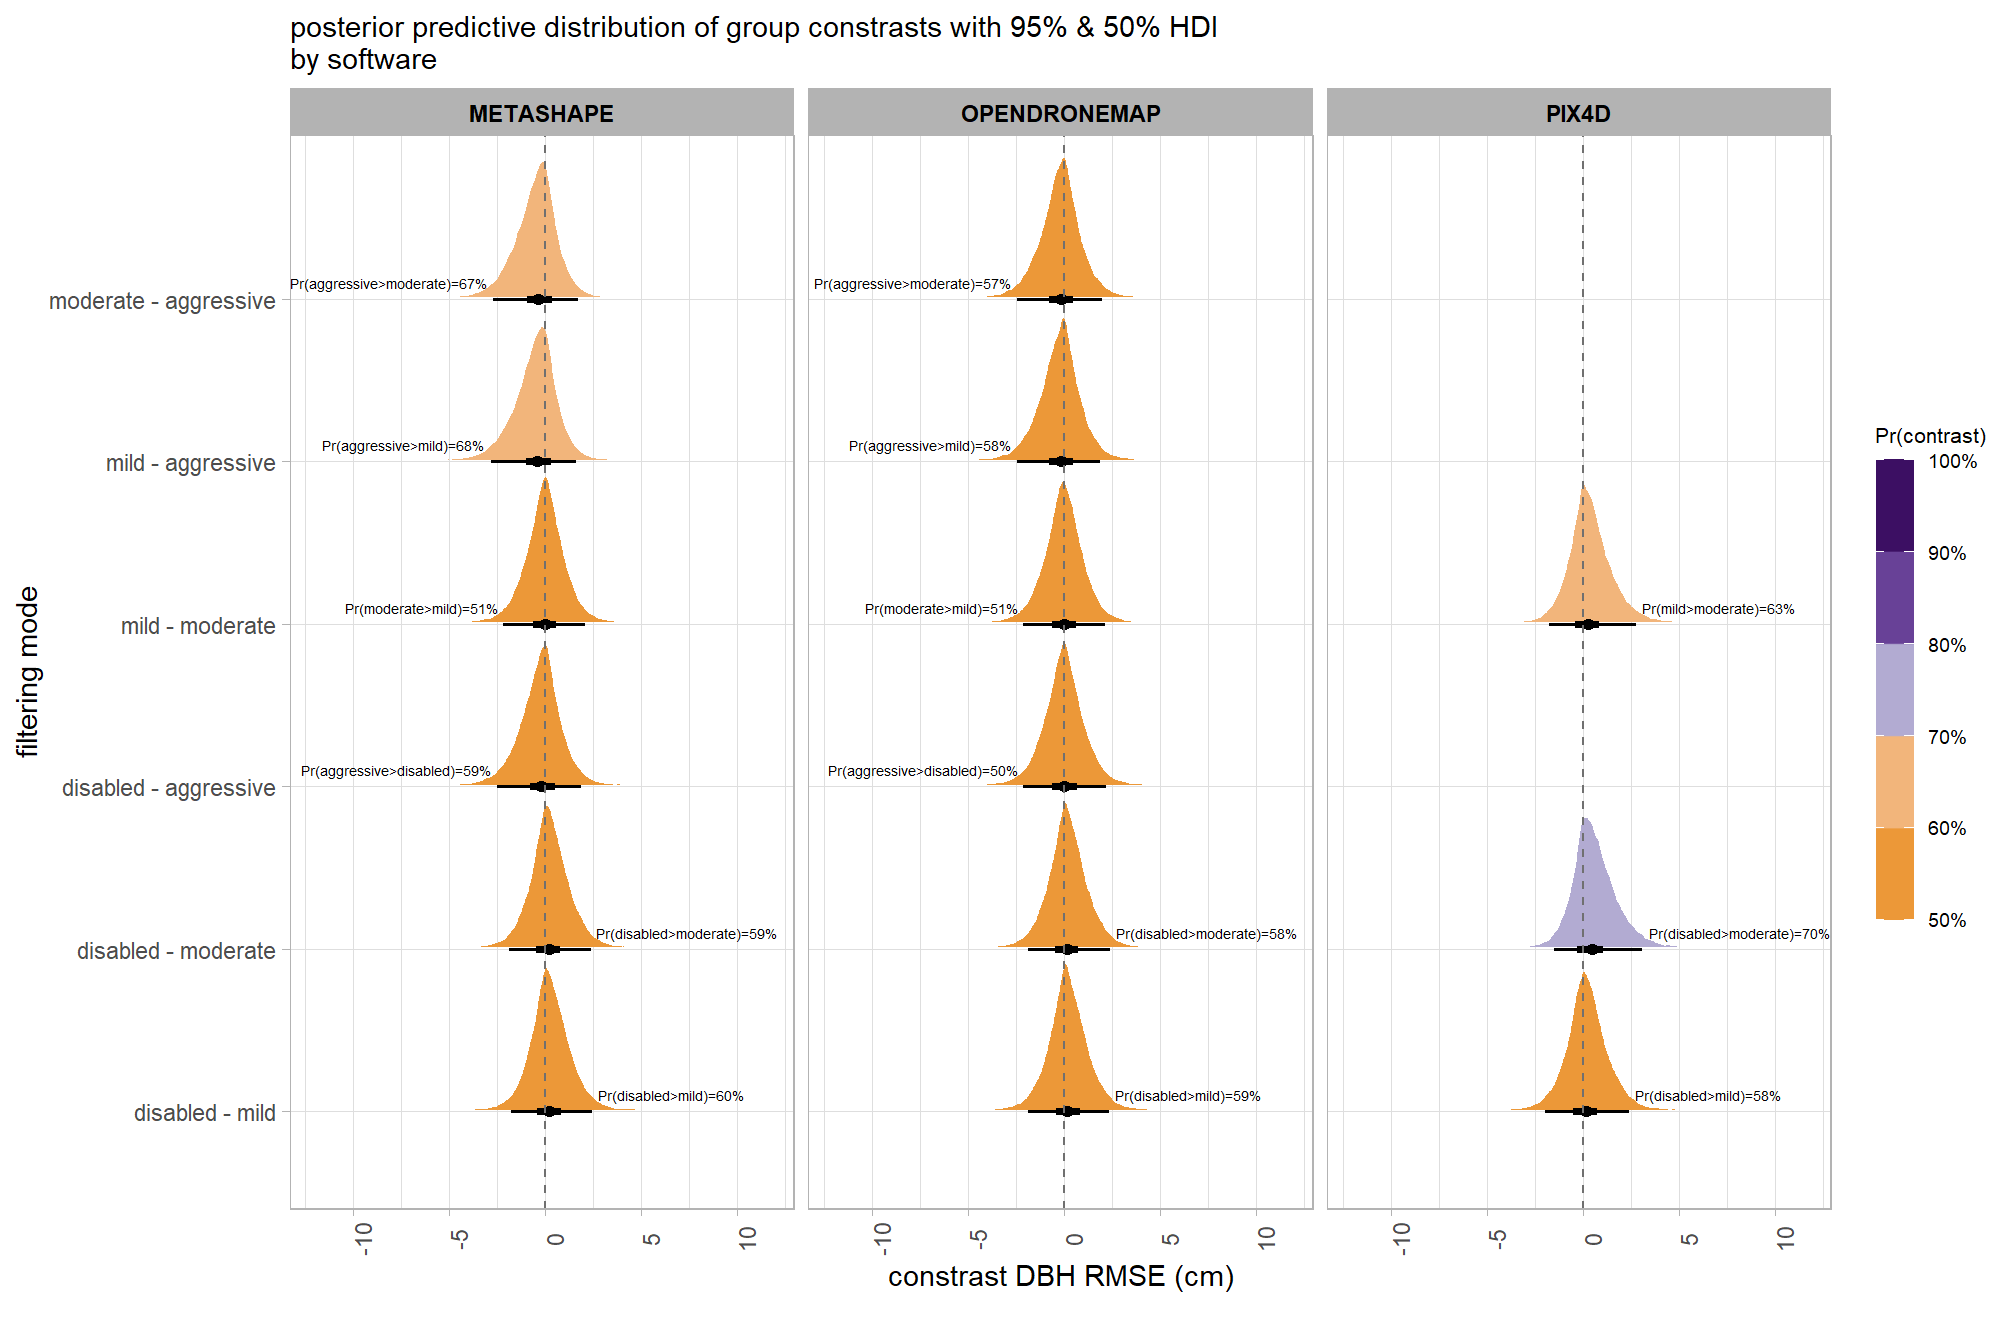 posterior predictive distribution of group constrasts with 95% & 50% HDI
by software
METASHAPE
OPENDRONEMAP
PIX4D
filtering mode
moderate - aggressive
Pr(aggressive>moderate)=67%
Pr(aggressive>moderate)=57%
mild - aggressive
Pr(aggressive>mild)=68%
Pr(aggressive>mild)=58%
mild - moderate
Pr(moderate>mild)=51%
Pr(moderate>mild)=51%
Pr(mild>moderate)=63%
disabled - aggressive
Pr(aggressive>disabled)=59%
Pr(aggressive>disabled)=50%
disabled - moderate
Pr(disabled>moderate)=59%
Pr(disabled>moderate)=58%
Pr(disabled>moderate)=70%
disabled - mild
Pr(disabled>mild)=60%
Pr(disabled>mild)=59%
Pr(disabled>mild)=58%
-10
-5
0
5
10
-10
-5
0
5
10
-10
-5
0
5
10
constrast DBH RMSE (cm)
Pr(contrast)
100%
90%
80%
70%
60%
50%